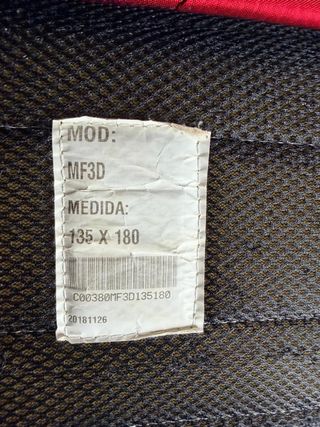 MOD:
MF3D
MEDIDA:
135 X 180
C00380MF3D135180
20181126